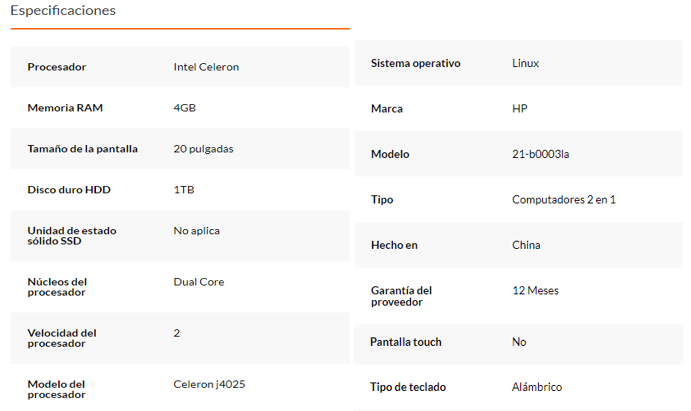 Especificaciones
Procesador Intel Celeron
Memoria RAM 4GB
Tamaño de la pantalla 20 pulgadas
Disco duro HDD 1TB
Unidad de estado No aplica
sólido SSD
Núcleos del Dual Core
procesador
Velocidad del 2
procesador
Modelo del Celeron j4025
procesador
Sistema operativo Linux
Marca HP
Modelo 21-b0003la
Tipo Computadores 2 en 1
Hecho en China
Garantía del 12 Meses
proveedor
Pantalla touch No
Tipo de teclado Alámbrico